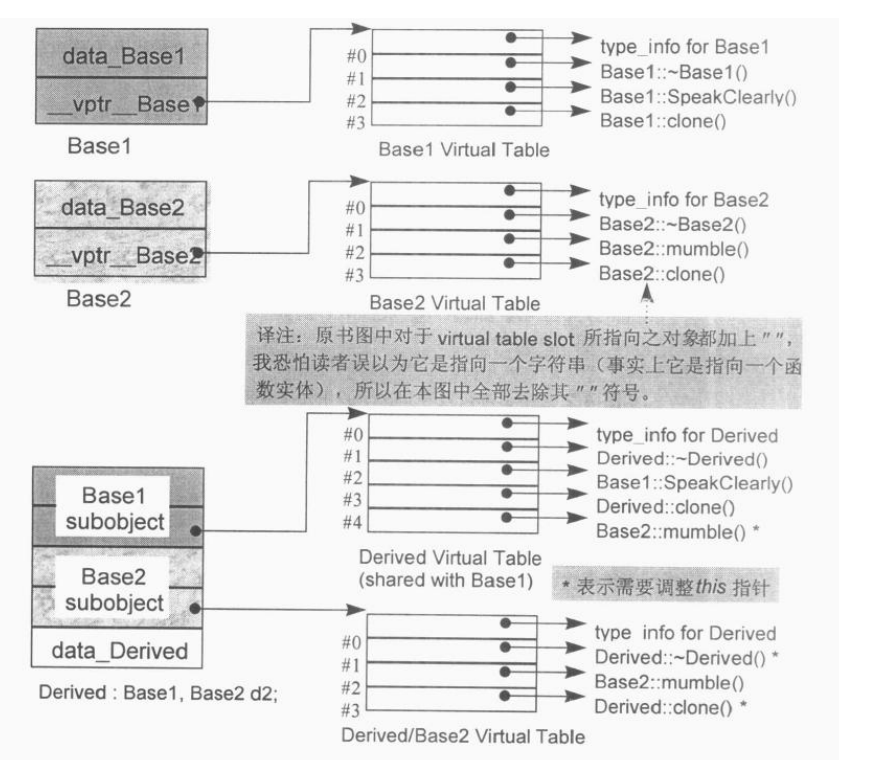 data_Base1
__vptr__Base1
Base1
#0
#1
#2
#3
type_info for Base1
Base1::~Base1()
Base1::SpeakClearly()
Base1::clone()
Base1 Virtual Table
data_Base2
__vptr__Base2
Base2
#0
#1
#2
#3
type_info for Base2
Base2::~Base2()
Base2::mumble()
Base2::clone()
Base2 Virtual Table
译注：原书图中对于 virtual table slot 所指向之对象都加上 " "，
我恐怕读者误以为它是指向一个字符串（事实上它是指向一个函
数实体），所以在本图中全部去除其 " " 符号。
Base1
subobject
Base2
subobject
data_Derived
Derived : Base1, Base2 d2;
#0
#1
#2
#3
#4
type_info for Derived
Derived::~Derived()
Base1::SpeakClearly()
Derived::clone()
Base2::mumble() *
Derived Virtual Table
(shared with Base1)
* 表示需要调整this 指针
#0
#1
#2
#3
type info for Derived
Derived::~Derived() *
Base2::mumble()
Derived::clone() *
Derived/Base2 Virtual Table